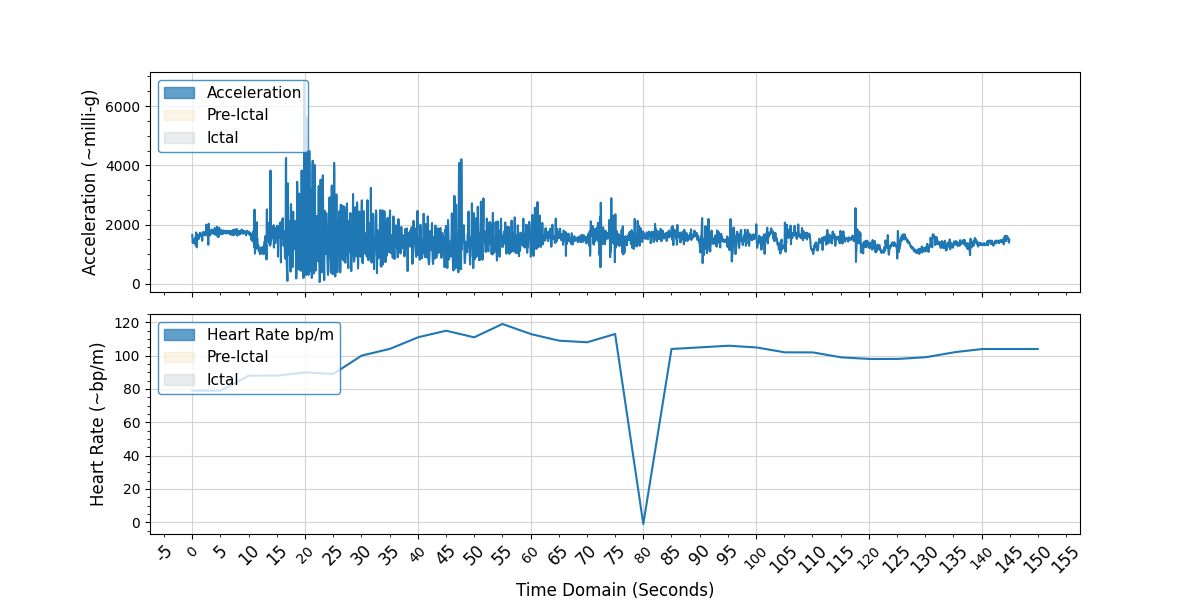 Acceleration (~milli-g)
6000
4000
2000
0
Acceleration
Pre-Ictal
Ictal
Heart Rate (~bp/m)
120
100
80
60
40
20
0
Heart Rate bp/m
Pre-Ictal
Ictal
-5 0 5 10 15 20 25 30 35 40 45 50 55 60 65 70 75 80 85 90 95 100 105 110 115 120 125 130 135 140 145 150 155
Time Domain (Seconds)